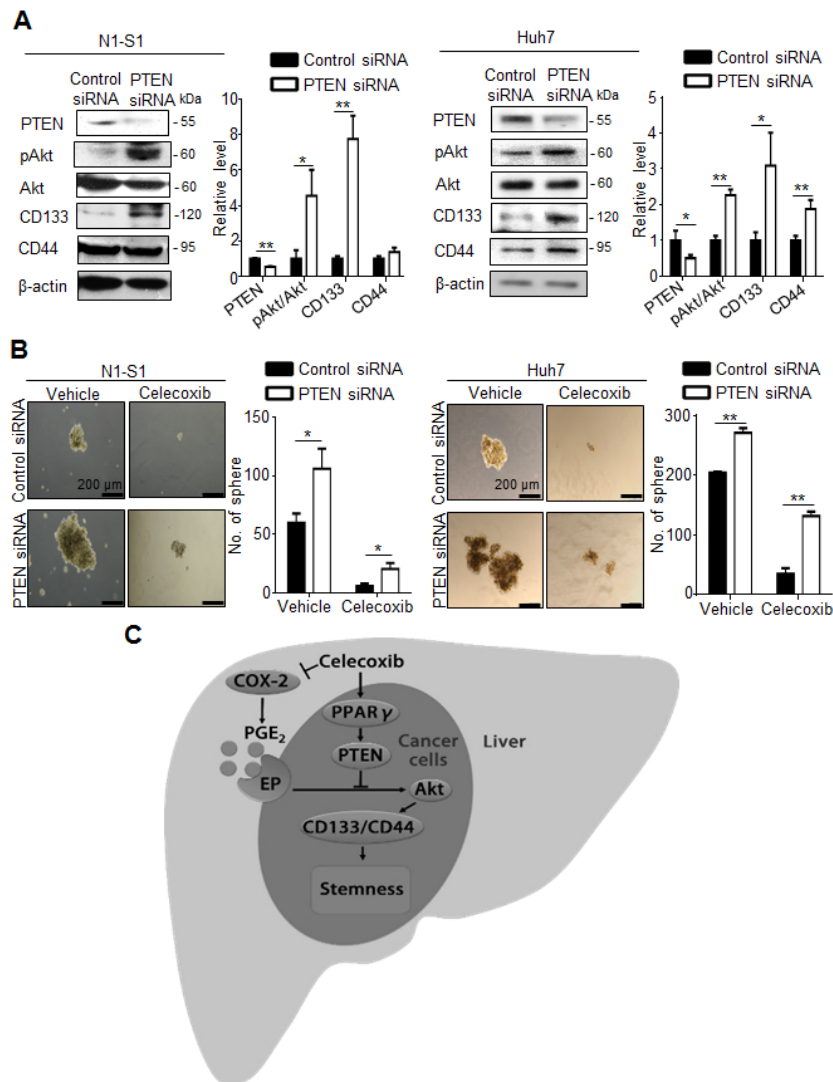 A
N1-S1
Control siRNA
PTEN siRNA
kDa
PTEN
pAkt
Akt
CD133
CD44
β-actin
- 55
- 60
- 60
- 120
- 95
Control siRNA
PTEN siRNA
Relative level
10
8
6
4
2
0
**
*
**
PTEN
pAkt/Akt
CD133
CD44
Huh7
Control siRNA
PTEN siRNA
kDa
PTEN
pAkt
Akt
CD133
CD44
β-actin
- 55
- 60
- 60
- 120
- 95
Control siRNA
PTEN siRNA
Relative level
5
4
3
2
1
0
*
**
*
**
PTEN
pAkt/Akt
CD133
CD44
B
N1-S1
Vehicle
Celecoxib
Control siRNA
PTEN siRNA
200 μm
Control siRNA
PTEN siRNA
No. of sphere
150
100
50
0
*
*
Vehicle
Celecoxib
Huh7
Vehicle
Celecoxib
Control siRNA
PTEN siRNA
200 μm
Control siRNA
PTEN siRNA
No. of sphere
300
200
100
0
**
**
Vehicle
Celecoxib
C
Celecoxib
COX-2
PPAR γ
PGE2
PTEN
Cancer
cells
Liver
EP
Akt
CD133/CD44
Stemness